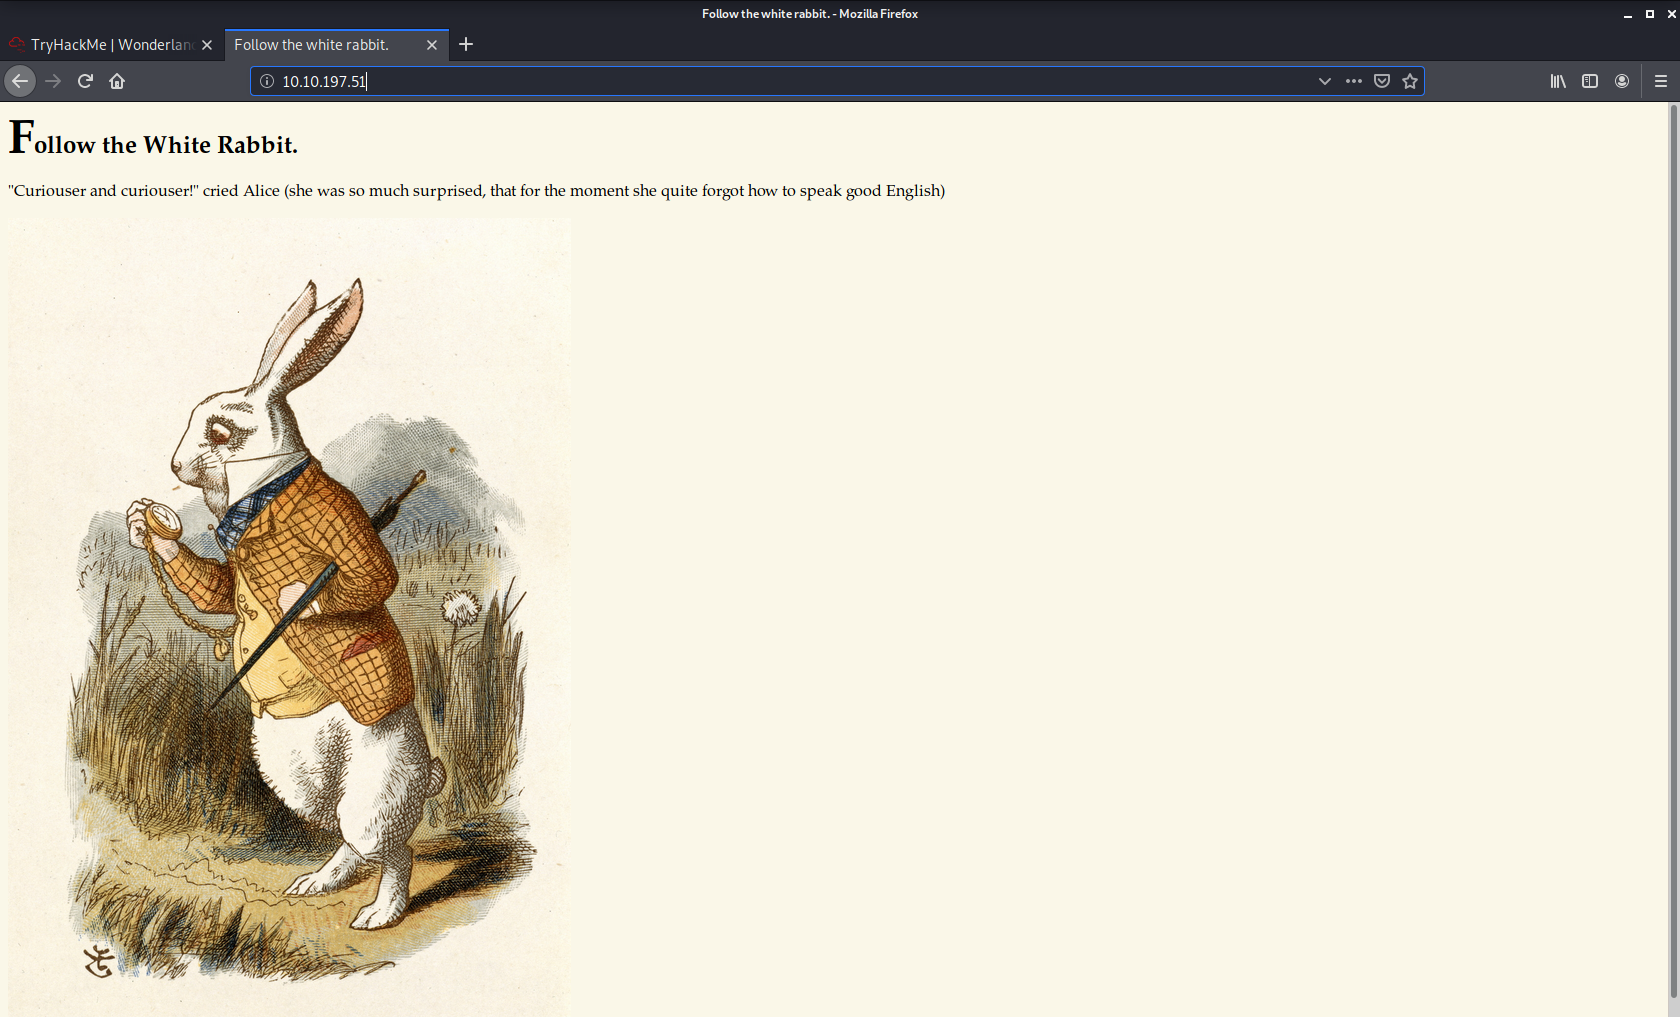 Follow the white rabbit. - Mozilla Firefox
TryHackMe | Wonderlan
Follow the white rabbit.
10.10.197.51
Follow the White Rabbit.
"Curiouser and curiouser!" cried Alice (she was so much surprised, that for the moment she quite forgot how to speak good English)